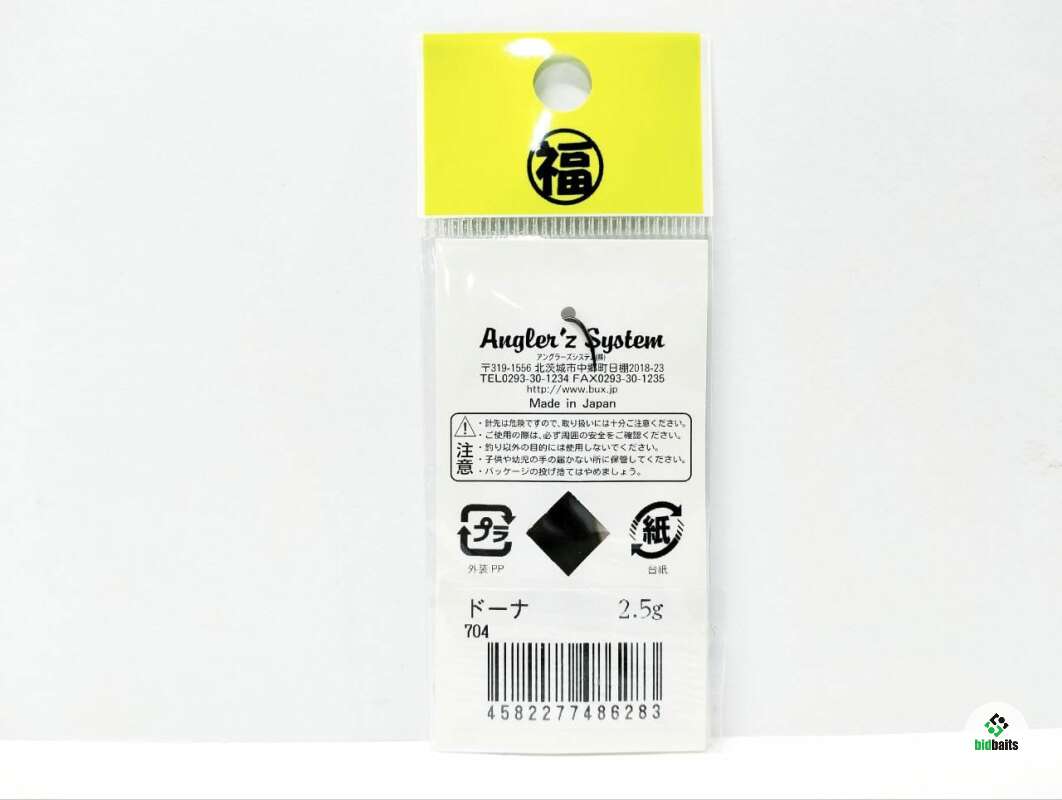 福
Angler'z System
アングラーズシステム(株)
〒319-1556 北茨城市中郷町日棚2018-23
TEL0293-30-1234 FAX0293-30-1235
http://www.bux.jp
Made in Japan
注意
・針先は危険ですので、取り扱いには十分ご注意ください。
・ご使用の際は、必ず周囲の安全をご確認ください。
・釣り以外の目的には使用しないでください。
・子供や幼児の手の届かない所に保管してください。
・パッケージの投げ捨てはやめましょう。
プラ 紙
外装 PP 台紙
ドーナ 2.5g
704
4582277486283
bidbaits